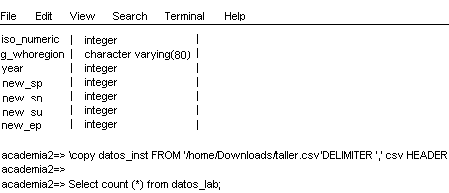 File Edit View Search Terminal Help
iso_numeric | integer |
g_whoregion | character varying(80) |
year | integer |
new_sp | integer |
new_sn | integer |
new_su | integer |
new_ep | integer |
academia2=> \copy datos_inst FROM '/home/Downloads/taller.csv'DELIMITER ',' csv HEADER
academia2=>
academia2=> Select count (*) from datos_lab;